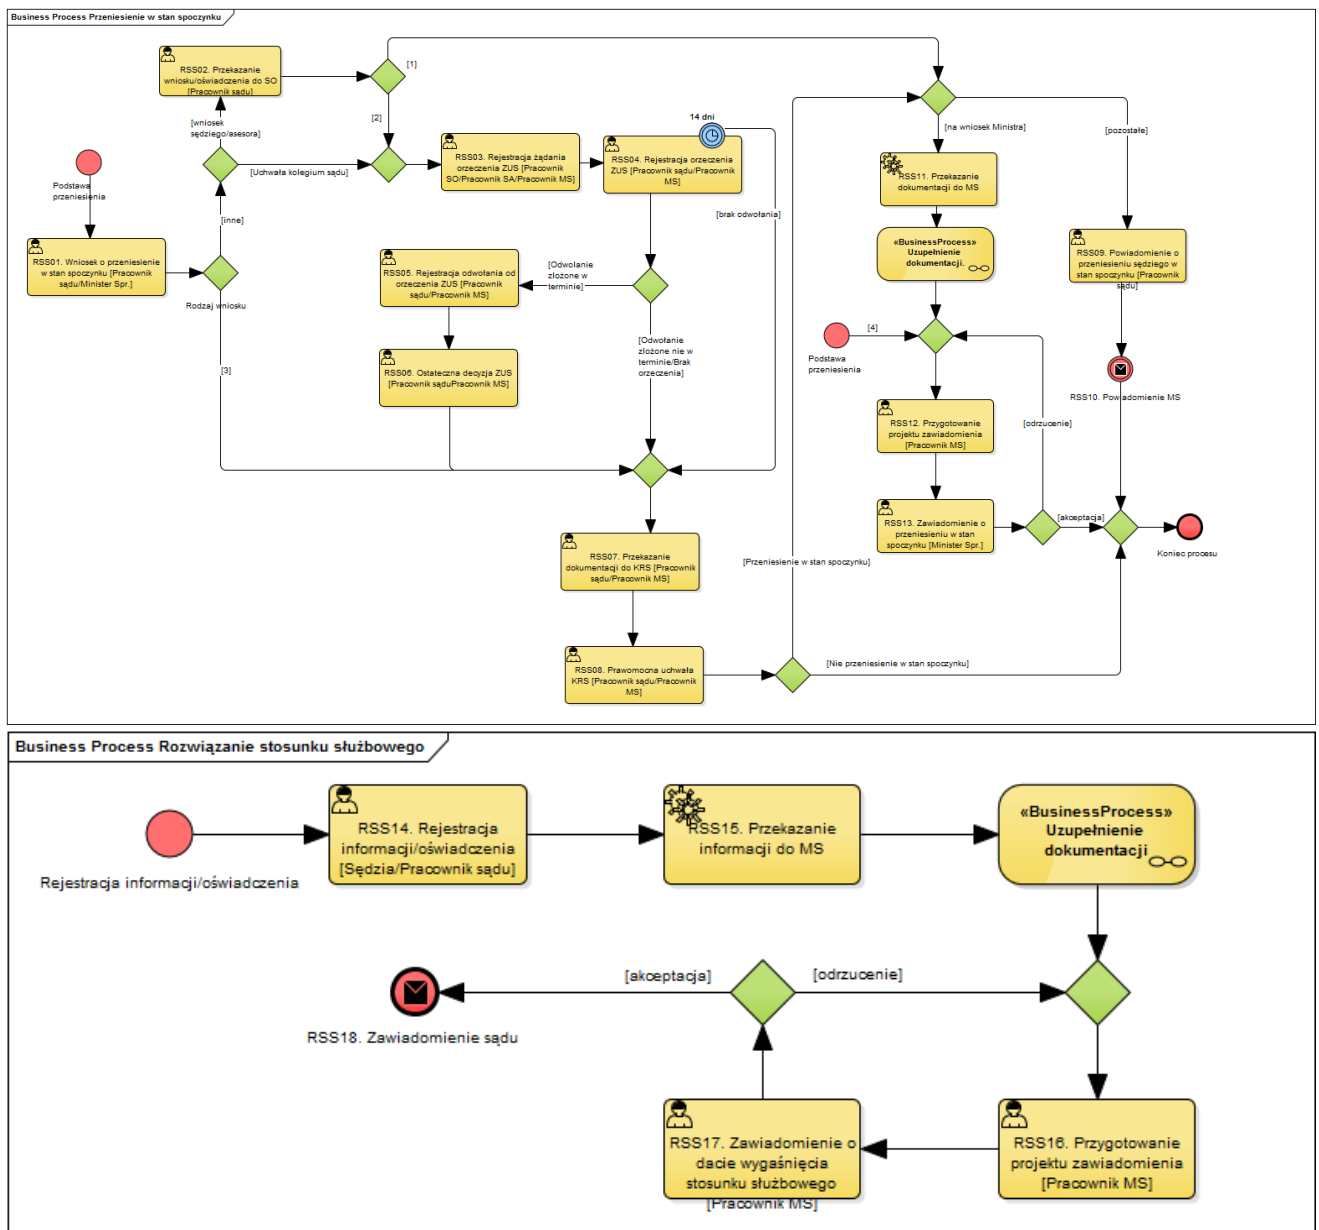 Business Process Przeniesienie w stan spoczynku
RSS02. Przekazanie
wniosku/oświadczenia do SO
[Pracownik sądu]
[1]
[wniosek
sędziego/asesora]
[2]
14 dni
[na wniosek Ministra]
[pozostałe]
Podstawa
przeniesienia
[Uchwała kolegium sądu]
RSS03. Rejestracja żądania
orzeczenia ZUS [Pracownik
SO/Pracownik SA/Pracownik MS]
RSS04. Rejestracja orzeczenia
ZUS [Pracownik sądu/Pracownik
MS]
RSS11. Przekazanie
dokumentacji do MS
[inne]
[brak odwołania]
RSS01. Wniosek o przeniesienie
w stan spoczynku [Pracownik
sądu/Minister Spr.]
Rodzaj wniosku
RSS05. Rejestracja odwołania od
orzeczenia ZUS [Pracownik
sądu/Pracownik MS]
[Odwołanie
złożone w
terminie]
«BusinessProcess»
Uzupełnienie
dokumentacji.
RSS09. Powiadomienie o
przeniesieniu sędziego w
stan spoczynku [Pracownik
sądu]
[3]
RSS06. Ostateczna decyzja ZUS
[Pracownik sąduPracownik MS]
[Odwołanie
złożone nie w
terminie/Brak
orzeczenia]
[4]
Podstawa
przeniesienia
RSS10. Powiadomienie MS
RSS12. Przygotowanie
projektu zawiadomienia
[Pracownik MS]
[odrzucenie]
RSS13. Zawiadomienie o
przeniesieniu w stan
spoczynku [Minister Spr.]
[akceptacja]
Koniec procesu
RSS07. Przekazanie
dokumentacji do KRS [Pracownik
sądu/Pracownik MS]
[Przeniesienie w stan spoczynku]
RSS08. Prawomocna uchwała
KRS [Pracownik sądu/Pracownik
MS]
[Nie przeniesienie w stan spoczynku]
Business Process Rozwiązanie stosunku służbowego
Rejestracja informacji/oświadczenia
RSS14. Rejestracja
informacji/oświadczenia
[Sędzia/Pracownik sądu]
RSS15. Przekazanie
informacji do MS
«BusinessProcess»
Uzupełnienie
dokumentacji
[akceptacja]
[odrzucenie]
RSS18. Zawiadomienie sądu
RSS17. Zawiadomienie o
dacie wygaśnięcia
stosunku służbowego
[Pracownik MS]
RSS16. Przygotowanie
projektu zawiadomienia
[Pracownik MS]